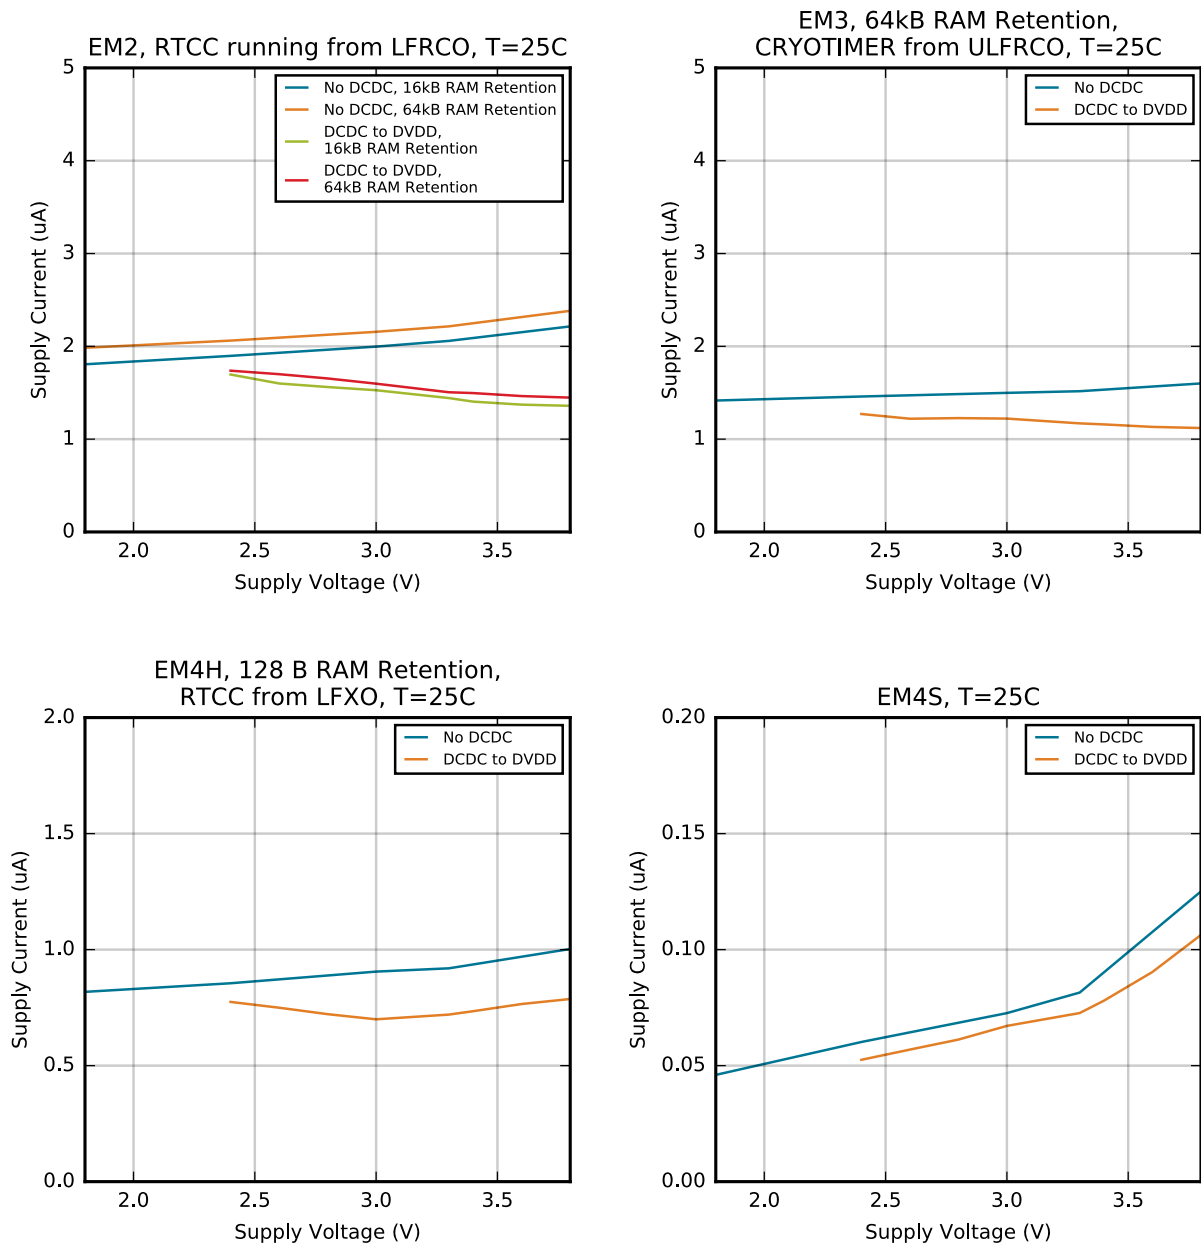 EM2, RTCC running from LFRCO, T=25C
5
4
3
2
1
0
Supply Current (uA)
No DCDC, 16kB RAM Retention
No DCDC, 64kB RAM Retention
DCDC to DVDD,
16kB RAM Retention
DCDC to DVDD,
64kB RAM Retention
2.0
2.5
3.0
3.5
Supply Voltage (V)
EM3, 64kB RAM Retention,
CRYOTIMER from ULFRCO, T=25C
5
4
3
2
1
0
Supply Current (uA)
No DCDC
DCDC to DVDD
2.0
2.5
3.0
3.5
Supply Voltage (V)
EM4H, 128 B RAM Retention,
RTCC from LFXO, T=25C
2.0
1.5
1.0
0.5
0.0
Supply Current (uA)
No DCDC
DCDC to DVDD
2.0
2.5
3.0
3.5
Supply Voltage (V)
EM4S, T=25C
0.20
0.15
0.10
0.05
0.00
Supply Current (uA)
No DCDC
DCDC to DVDD
2.0
2.5
3.0
3.5
Supply Voltage (V)